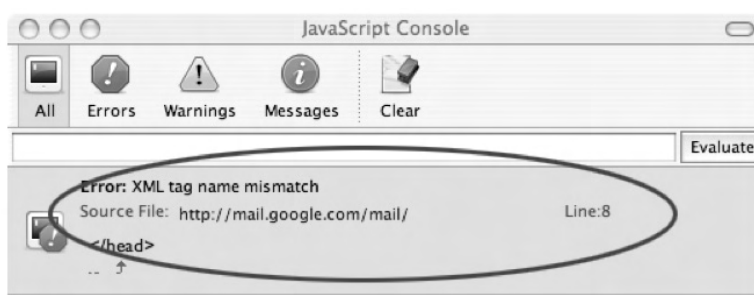 JavaScript Console
All Errors Warnings Messages Clear
Evaluate
Error: XML tag name mismatch
Source File: http://mail.google.com/mail/ Line:8
</head>